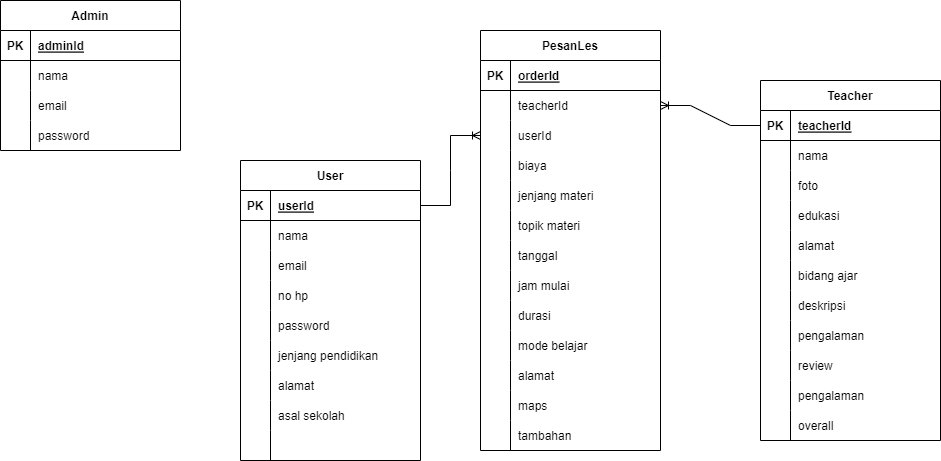 Admin
PK adminId
nama
email
password
User
PK userId
nama
email
no hp
password
jenjang pendidikan
alamat
asal sekolah
PesanLes
PK orderId
teacherId
userId
biaya
jenjang materi
topik materi
tanggal
jam mulai
durasi
mode belajar
alamat
maps
tambahan
Teacher
PK teacherId
nama
foto
edukasi
alamat
bidang ajar
deskripsi
pengalaman
review
pengalaman
overall